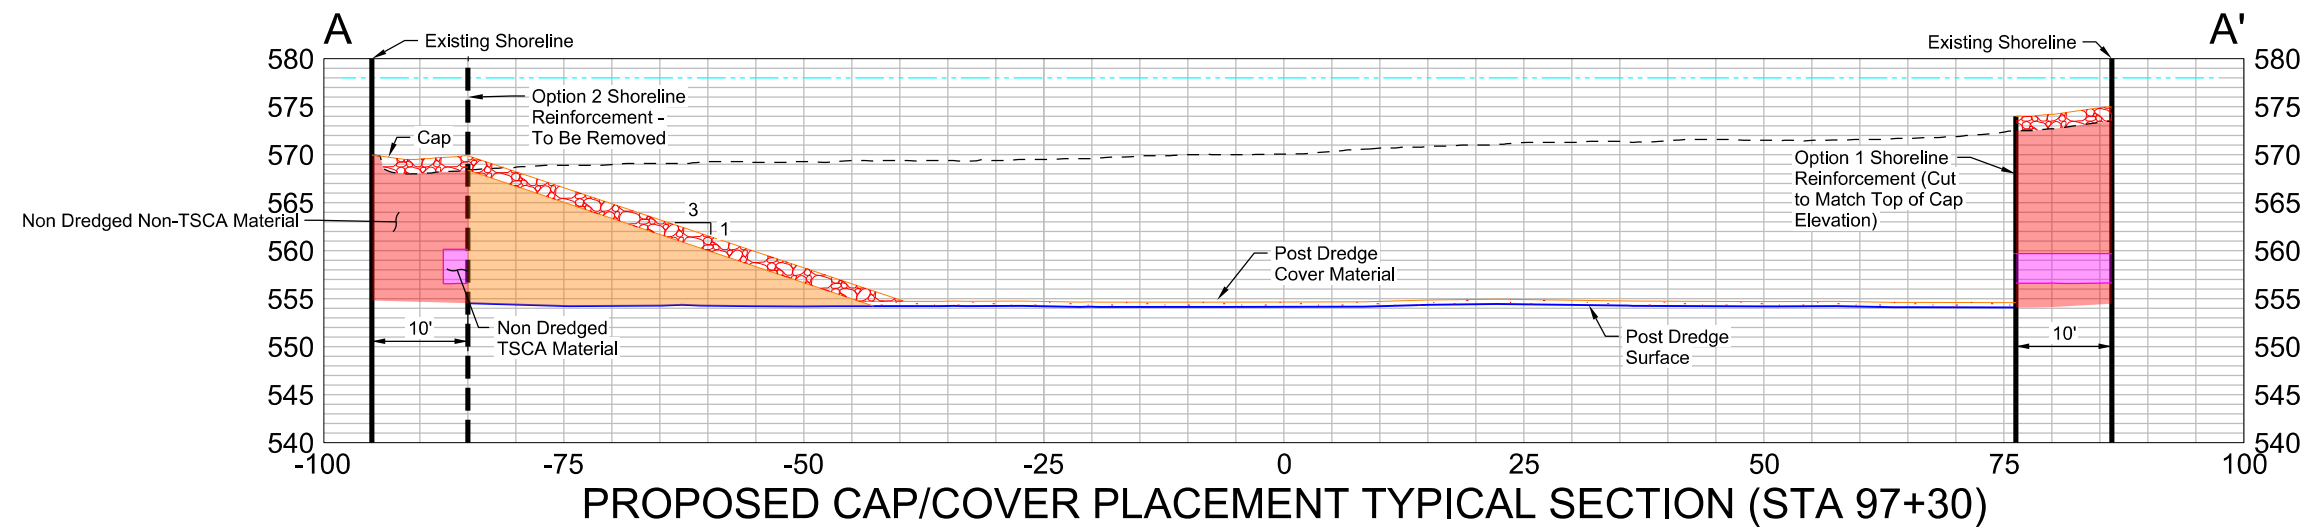 A
A'
Existing Shoreline
Existing Shoreline
580
575
570
565
560
555
550
545
540
580
575
570
565
560
555
550
545
540
Option 2 Shoreline
Reinforcement -
To Be Removed
Cap
Non Dredged Non-TSCA Material
3
1
Option 1 Shoreline
Reinforcement (Cut
to Match Top of Cap
Elevation)
Post Dredge
Cover Material
10'
Non Dredged
TSCA Material
Post Dredge
Surface
10'
-100
-75
-50
-25
0
25
50
75
100
PROPOSED CAP/COVER PLACEMENT TYPICAL SECTION (STA 97+30)